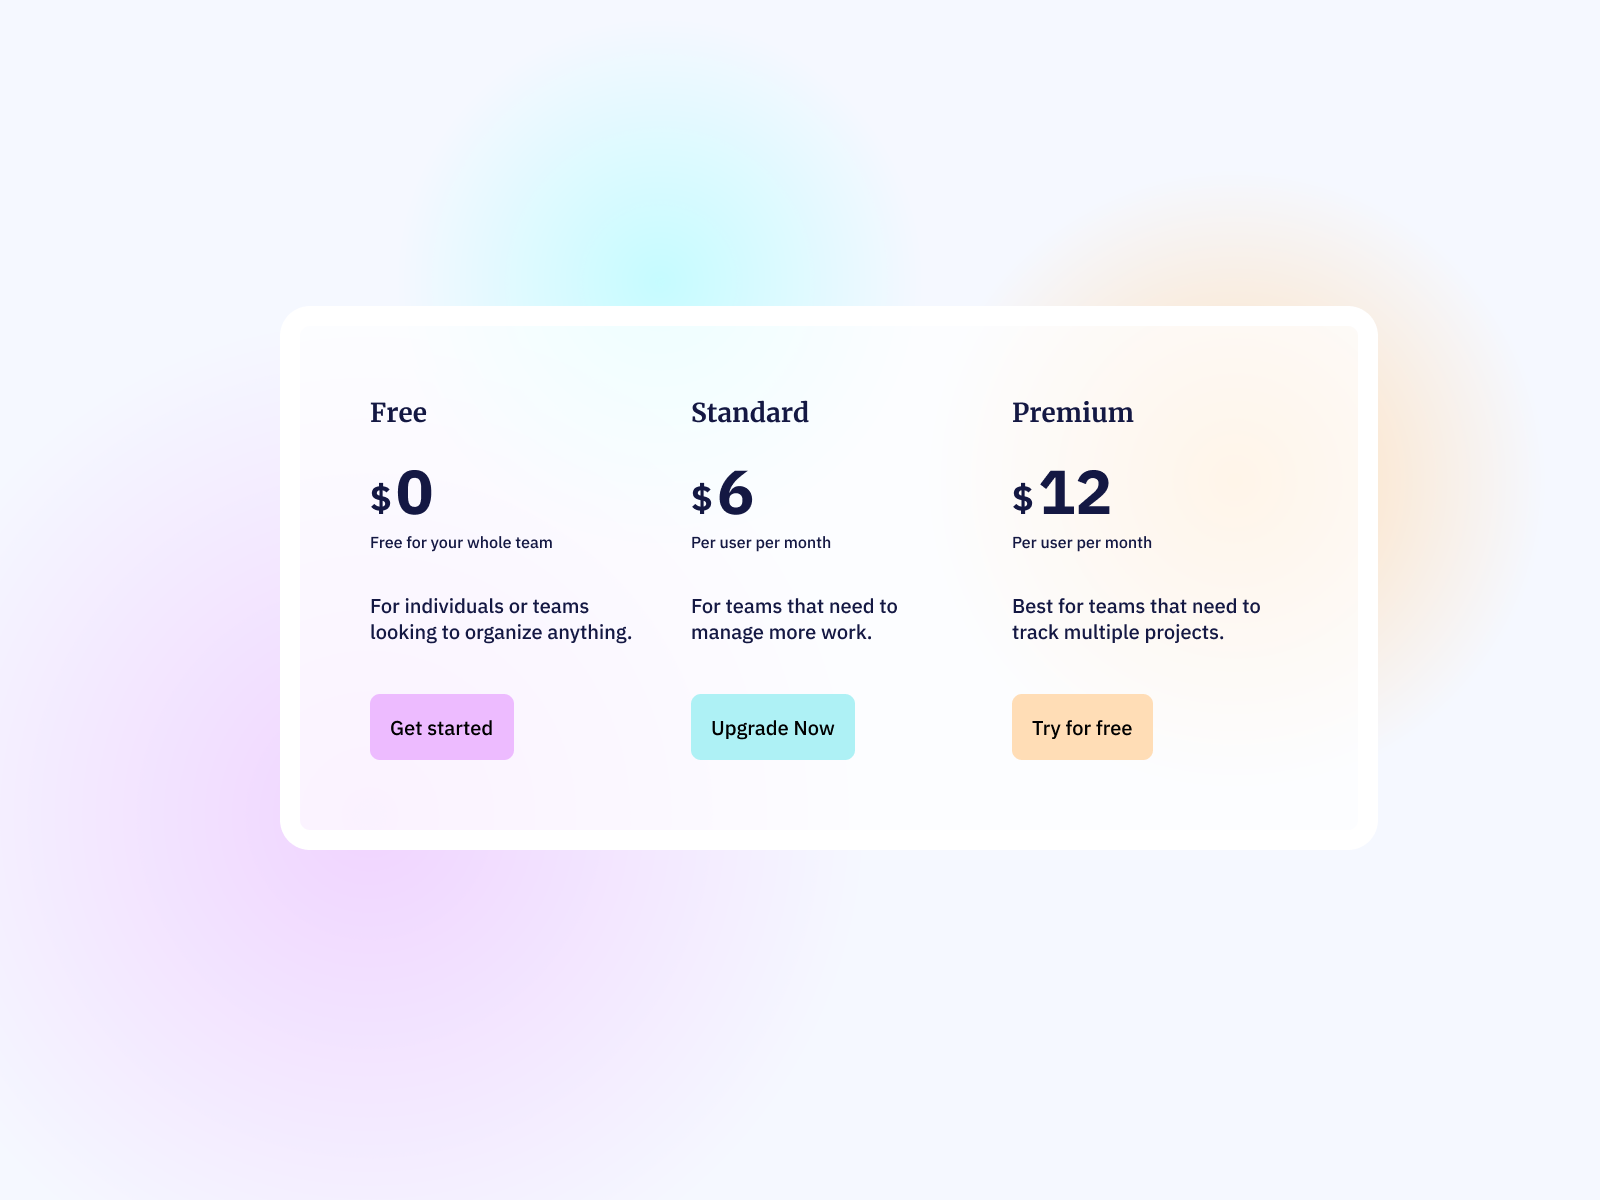 Free
$0
Free for your whole team
For individuals or teams
looking to organize anything.
Get started
Standard
$6
Per user per month
For teams that need to
manage more work.
Upgrade Now
Premium
$12
Per user per month
Best for teams that need to
track multiple projects.
Try for free